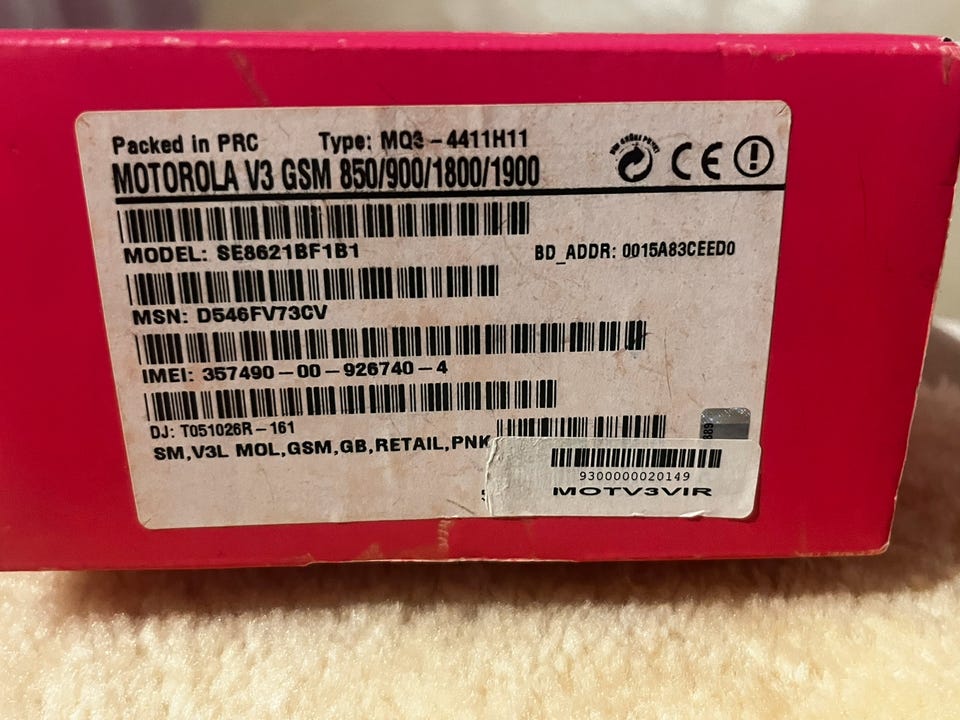 Packed in PRC Type: MQ3-4411H11
MOTOROLA V3 GSM 850/900/1800/1900
CE
MODEL: SE8621BF1B1 BD_ADDR: 0015A83CEED0
MSN: D546FV73CV
IMEI: 357490-00-926740-4
DJ: T051026R-161
SM,V3L MOL,GSM,GB,RETAIL,PNK
9300000020149
MOTV3VIR